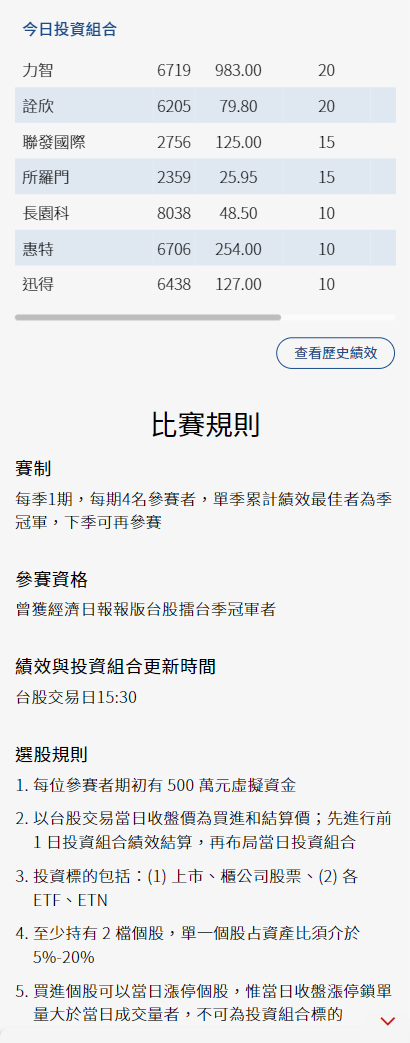 今日投資組合
力智 6719 983.00 20
詮欣 6205 79.80 20
聯發國際 2756 125.00 15
所羅門 2359 25.95 15
長園科 8038 48.50 10
惠特 6706 254.00 10
迅得 6438 127.00 10
查看歷史績效
比賽規則
賽制
每季1期，每期4名參賽者，單季累計績效最佳者為季
冠軍，下季可再參賽
參賽資格
曾獲經濟日報報版台股擂台季冠軍者
績效與投資組合更新時間
台股交易日15:30
選股規則
1. 每位參賽者期初有 500 萬元虛擬資金
2. 以台股交易當日收盤價為買進和結算價；先進行前
1 日投資組合績效結算，再布局當日投資組合
3. 投資標的包括：(1) 上市、櫃公司股票、(2) 各
ETF、ETN
4. 至少持有 2 檔個股，單一個股占資產比須介於
5%-20%
5. 買進個股可以當日漲停個股，惟當日收盤漲停鎖單
量大於當日成交量者，不可為投資組合標的